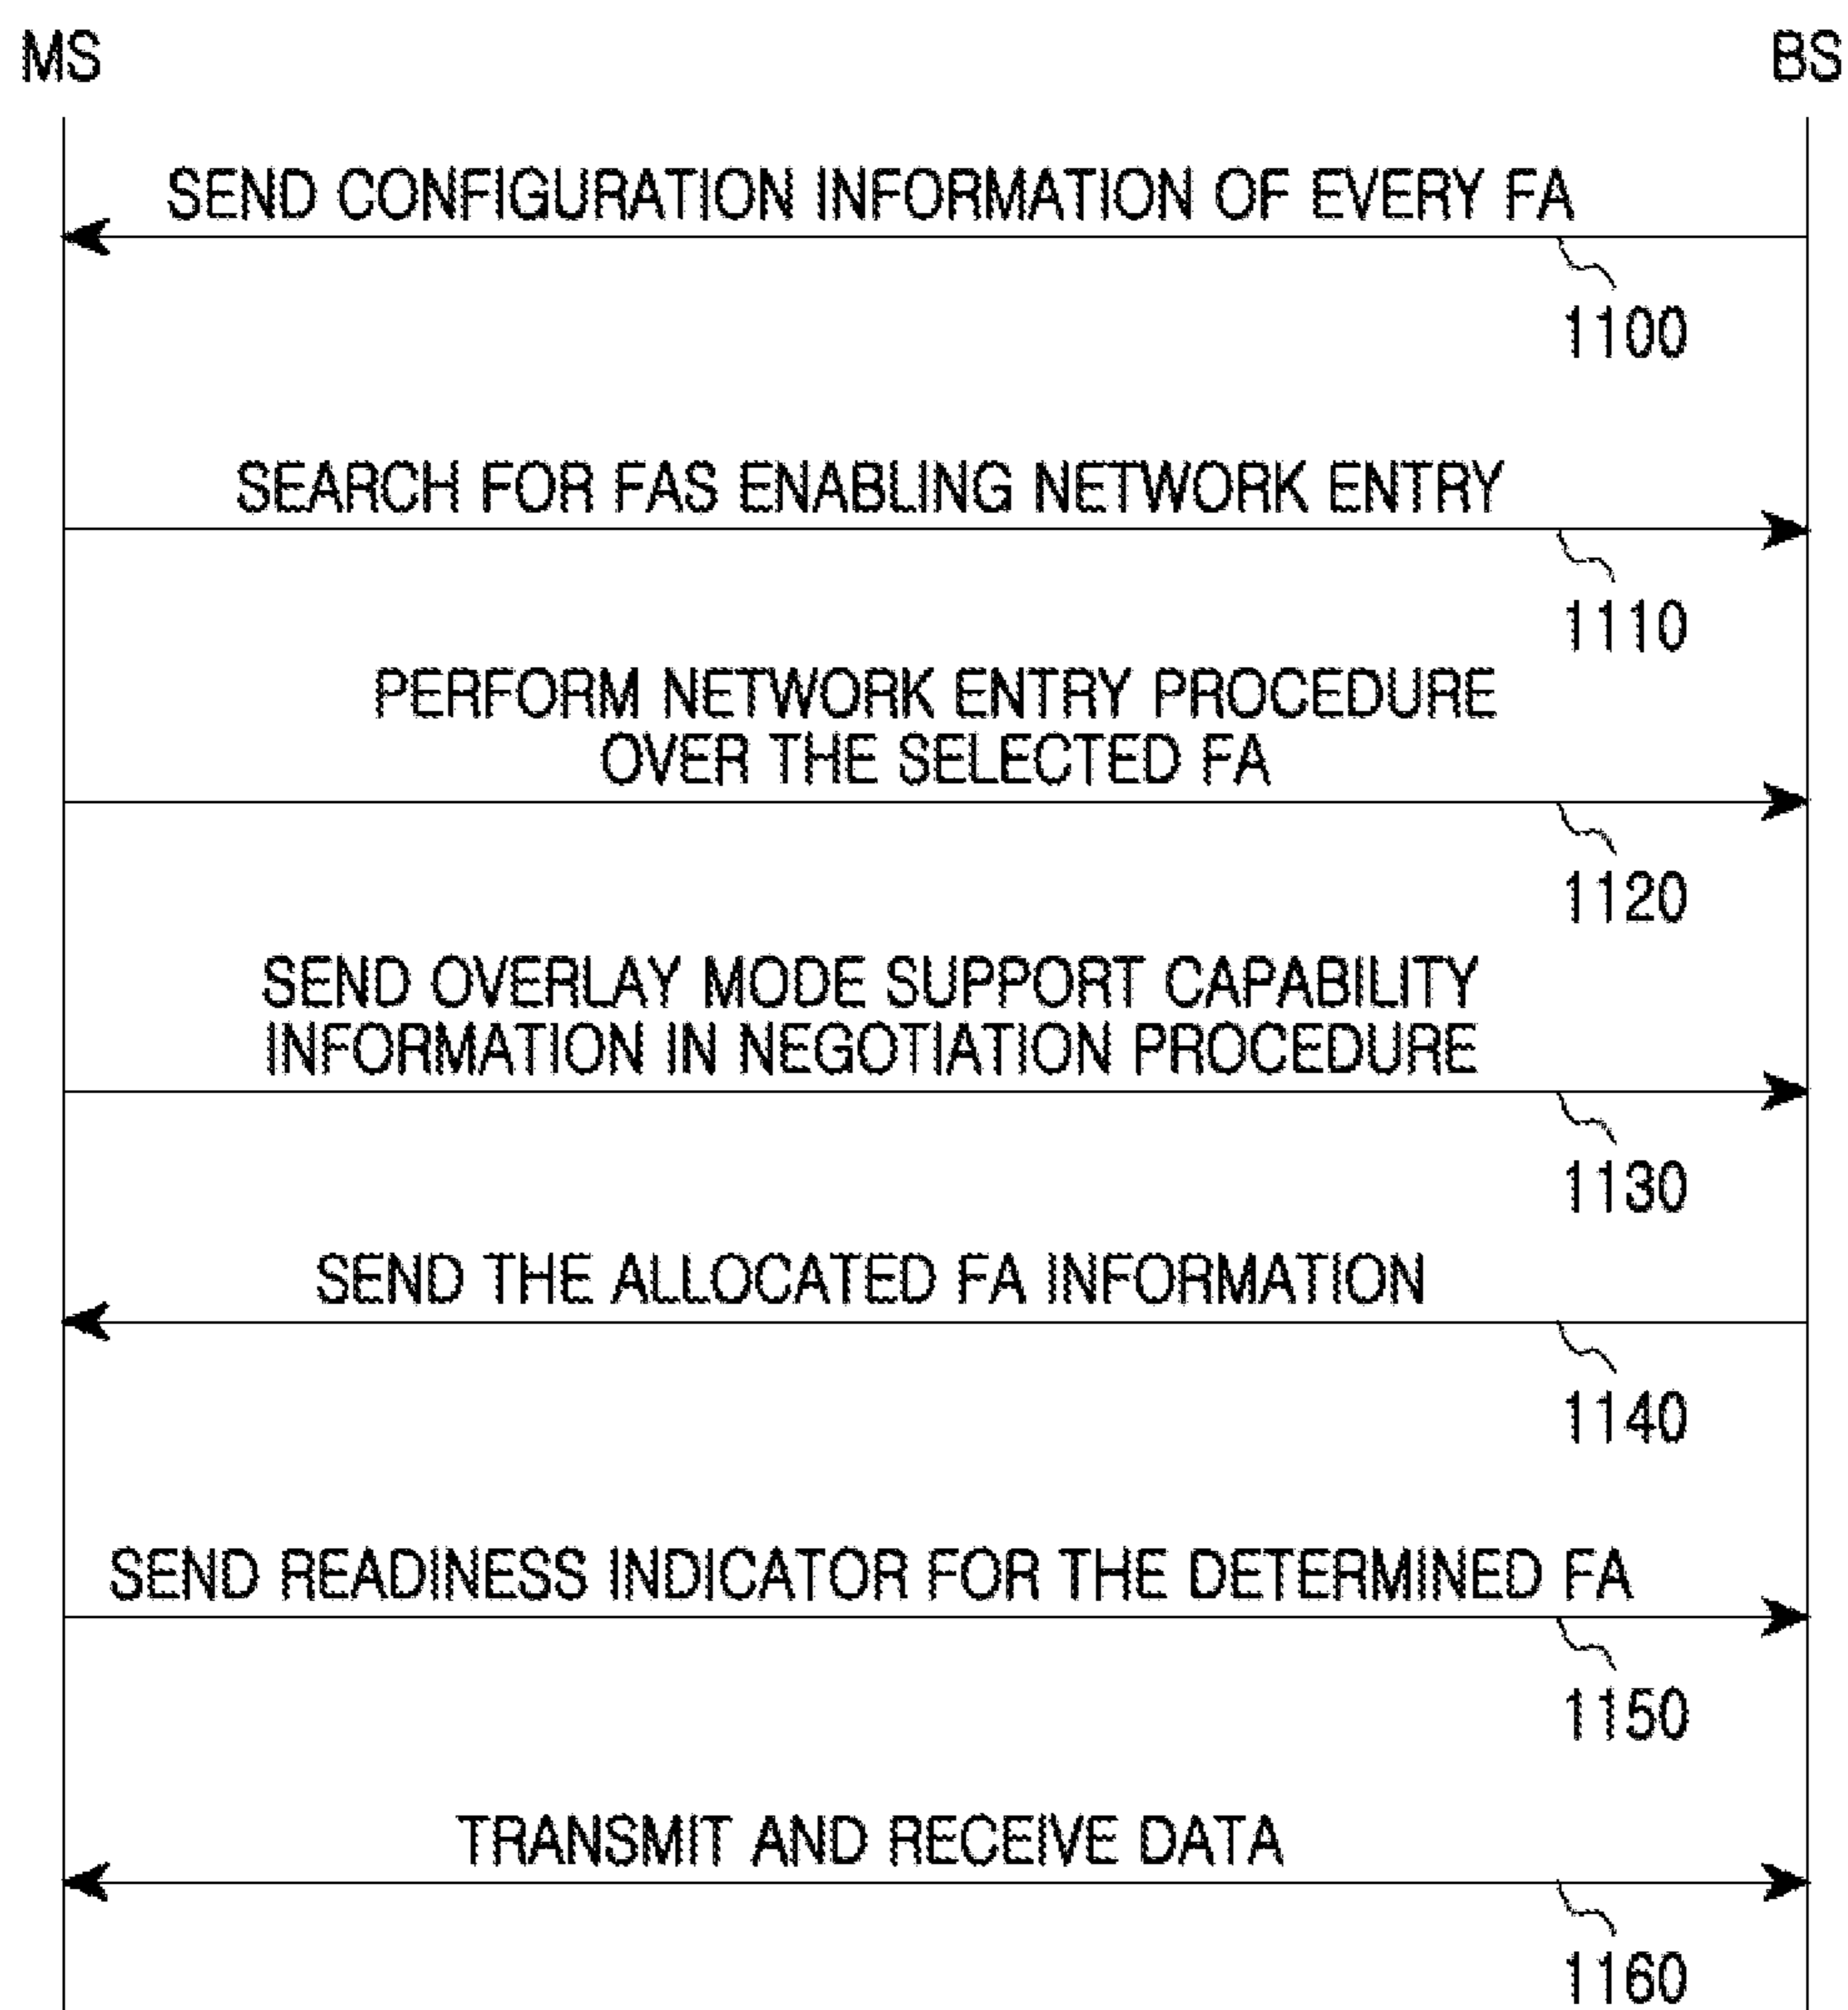 MS
BS
SEND CONFIGURATION INFORMATION OF EVERY FA
1100
SEARCH FOR FAS ENABLING NETWORK ENTRY
1110
PERFORM NETWORK ENTRY PROCEDURE
OVER THE SELECTED FA
1120
SEND OVERLAY MODE SUPPORT CAPABILITY
INFORMATION IN NEGOTIATION PROCEDURE
1130
SEND THE ALLOCATED FA INFORMATION
1140
SEND READINESS INDICATOR FOR THE DETERMINED FA
1150
TRANSMIT AND RECEIVE DATA
1160